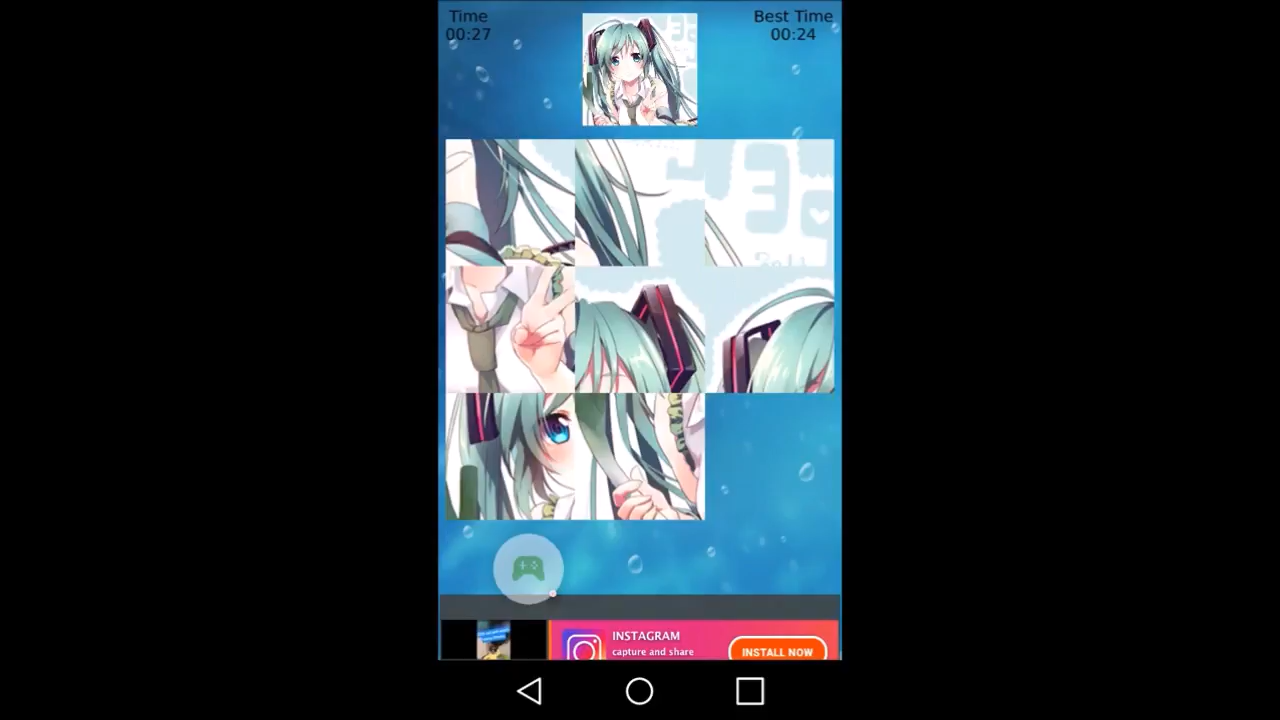 Time
00:27
Best Time
00:24
INSTAGRAM
capture and share
INSTALL NOW